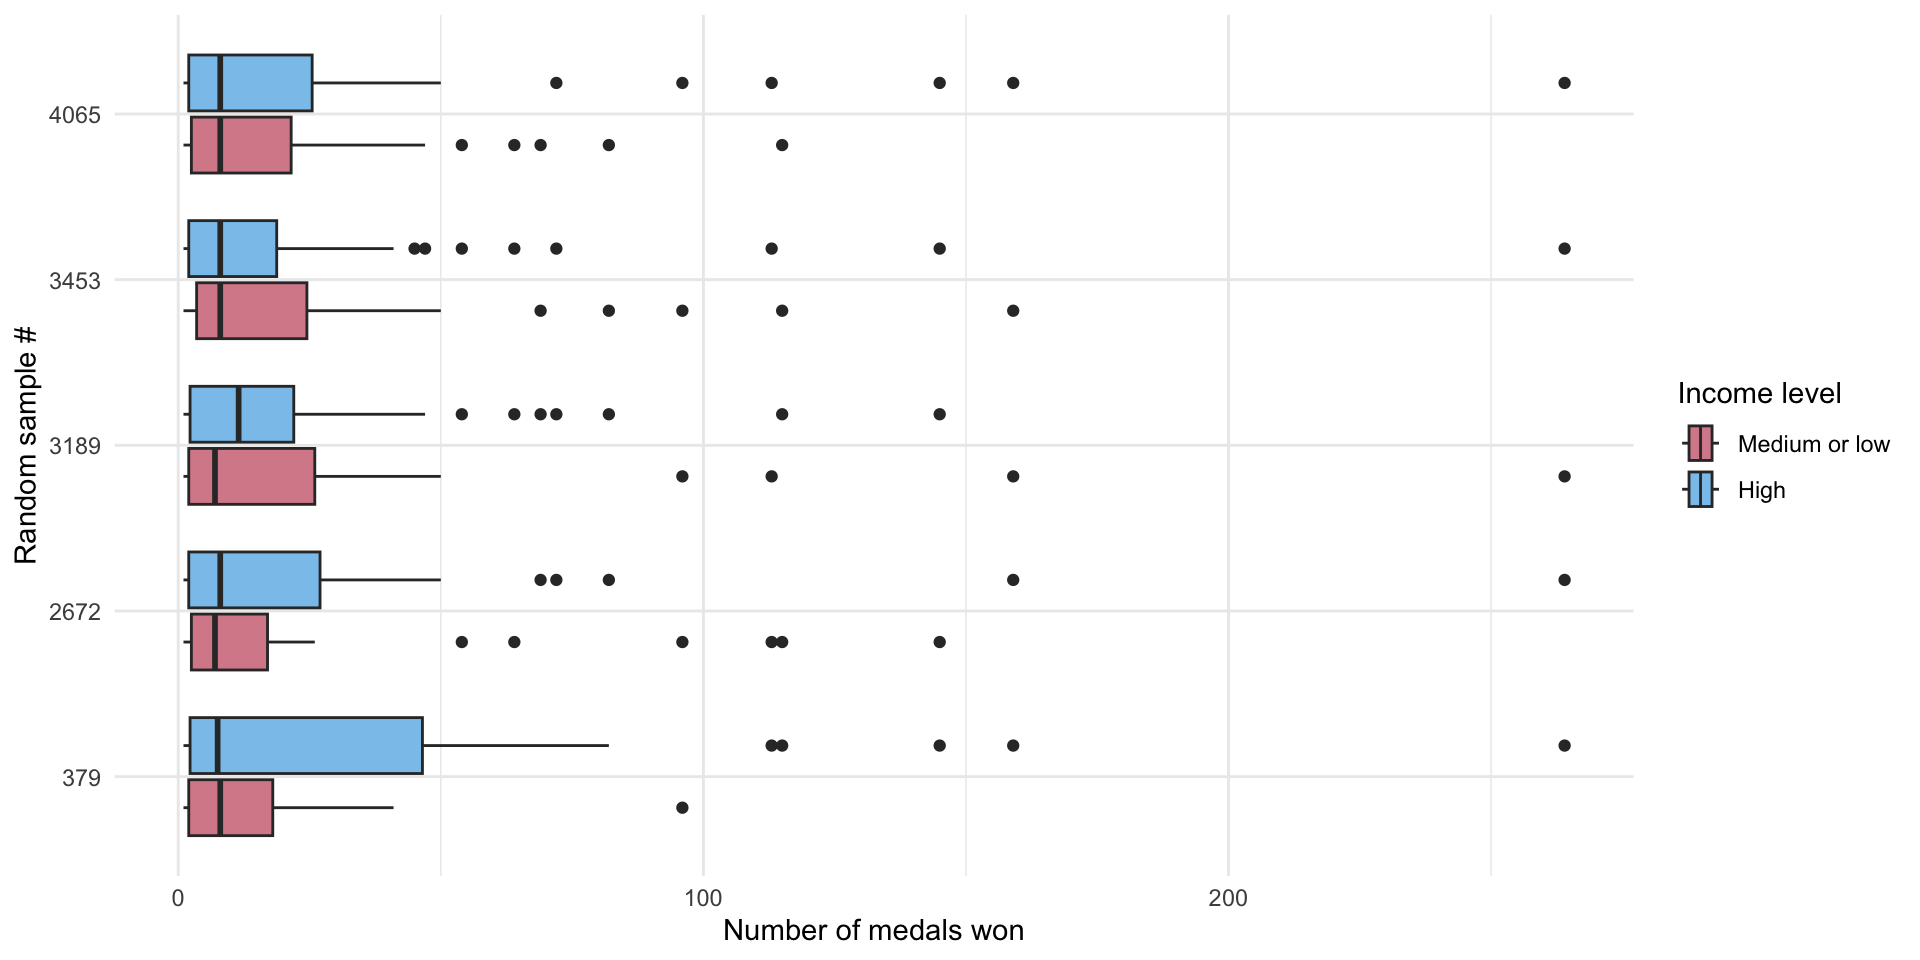 Random sample #
4065
3453
3189
2672
379
0 100 200
Number of medals won
Income level
Medium or low
High